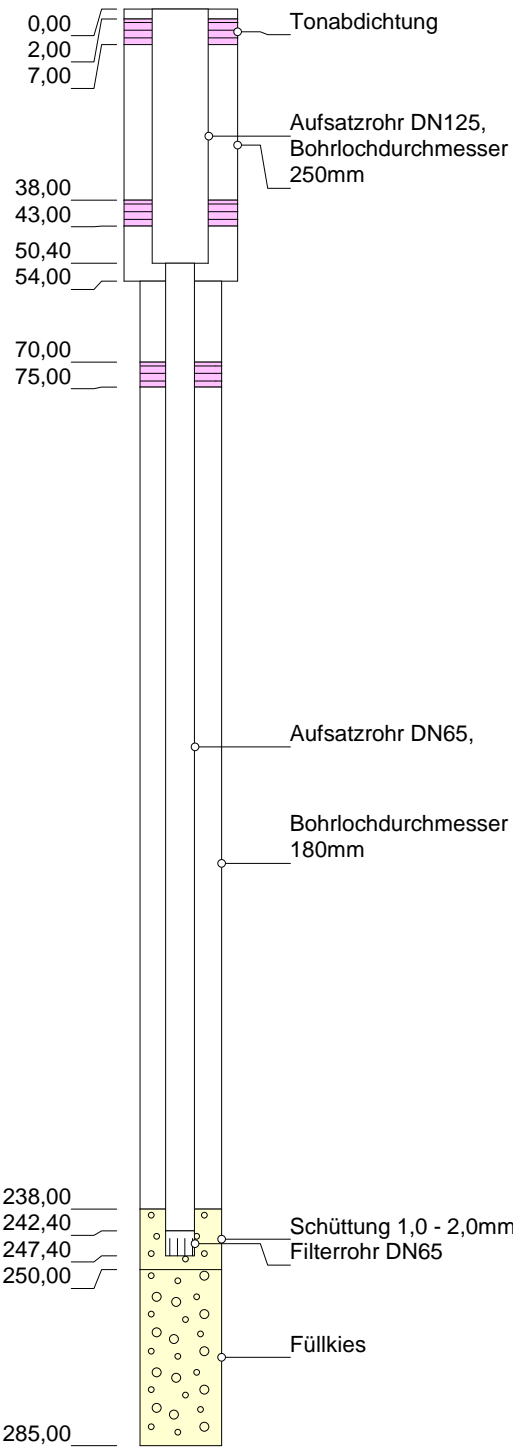 0,00
2,00
7,00
Tonabdichtung
Aufsatzrohr DN125,
Bohrlochdurchmesser
250mm
38,00
43,00
50,40
54,00
70,00
75,00
Aufsatzrohr DN65,
Bohrlochdurchmesser
180mm
238,00
242,40
247,40
250,00
Schüttung 1,0 - 2,0mm
Filterrohr DN65
Füllkies
285,00